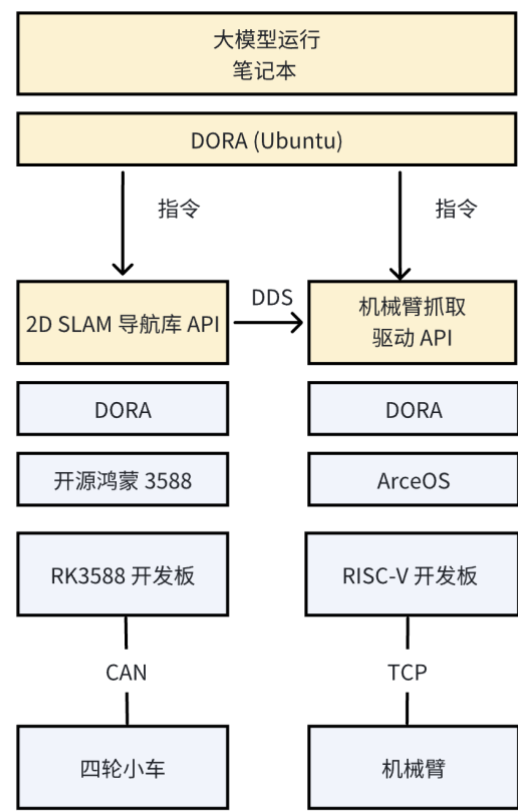 大模型运行
笔记本
DORA (Ubuntu)
指令
指令
2D SLAM 导航库 API
DDS
机械臂抓取
驱动 API
DORA
DORA
开源鸿蒙 3588
ArceOS
RK3588 开发板
RISC-V 开发板
CAN
TCP
四轮小车
机械臂